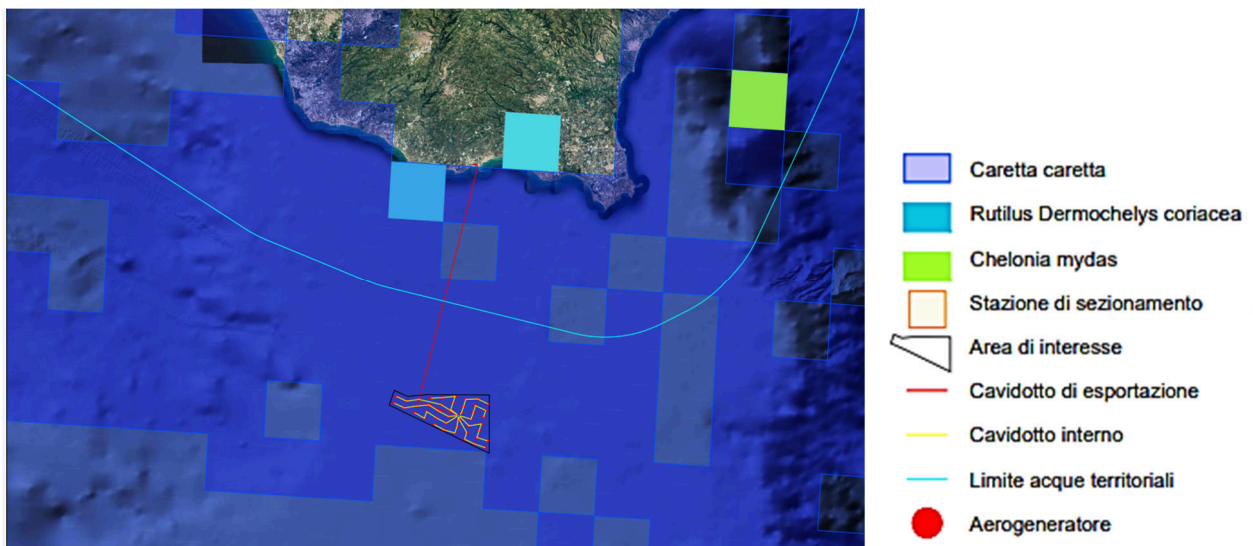 Caretta caretta
Rutilus Dermochelys coriacea
Chelonia mydas
Stazione di sezionamento
Area di interesse
Cavidotto di esportazione
Cavidotto interno
Limite acque territoriali
Aerogeneratore